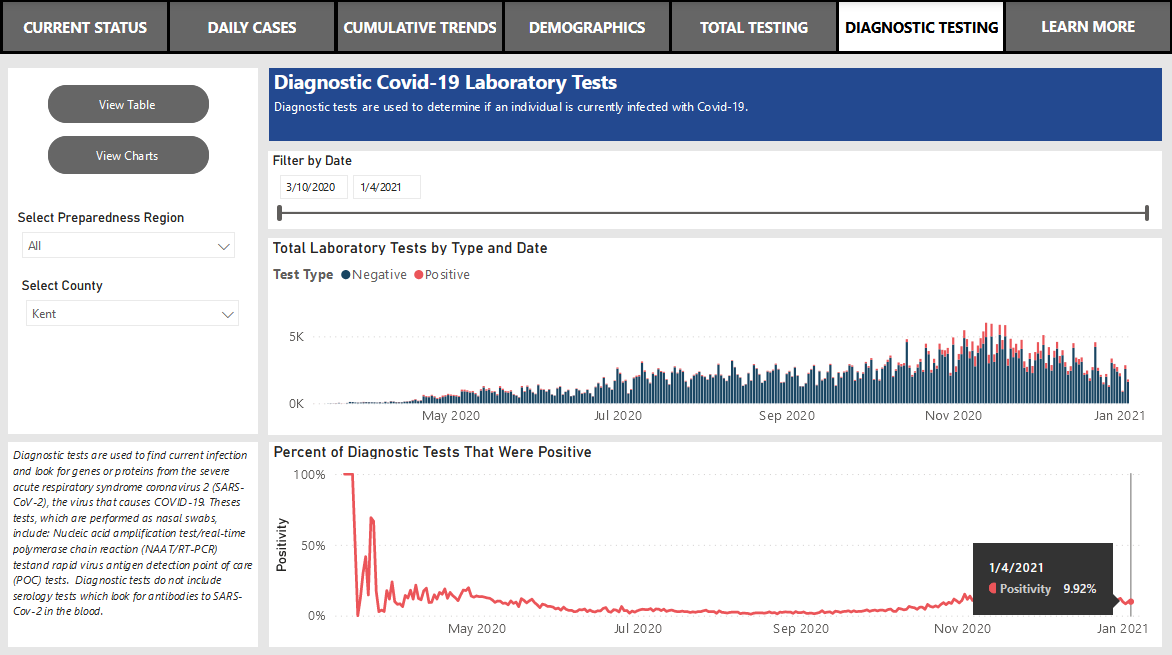 CURRENT STATUS
DAILY CASES
CUMULATIVE TRENDS
DEMOGRAPHICS
TOTAL TESTING
DIAGNOSTIC TESTING
LEARN MORE
View Table
View Charts
Select Preparedness Region
All
Select County
Kent
Diagnostic tests are used to find current infection
and look for genes or proteins from the severe
acute respiratory syndrome coronavirus 2 (SARS-
CoV-2), the virus that causes COVID-19. Theses
tests, which are performed as nasal swabs,
include: Nucleic acid amplification test/real-time
polymerase chain reaction (NAAT/RT-PCR)
testand rapid virus antigen detection point of care
(POC) tests. Diagnostic tests do not include
serology tests which look for antibodies to SARS-
Cov-2 in the blood.
Diagnostic Covid-19 Laboratory Tests
Diagnostic tests are used to determine if an individual is currently infected with Covid-19.
Filter by Date
3/10/2020 1/4/2021
Total Laboratory Tests by Type and Date
Test Type Negative Positive
5K
0K
May 2020 Jul 2020 Sep 2020 Nov 2020 Jan 2021
Percent of Diagnostic Tests That Were Positive
Positivity
100%
50%
0%
1/4/2021
Positivity 9.92%
May 2020 Jul 2020 Sep 2020 Nov 2020 Jan 2021